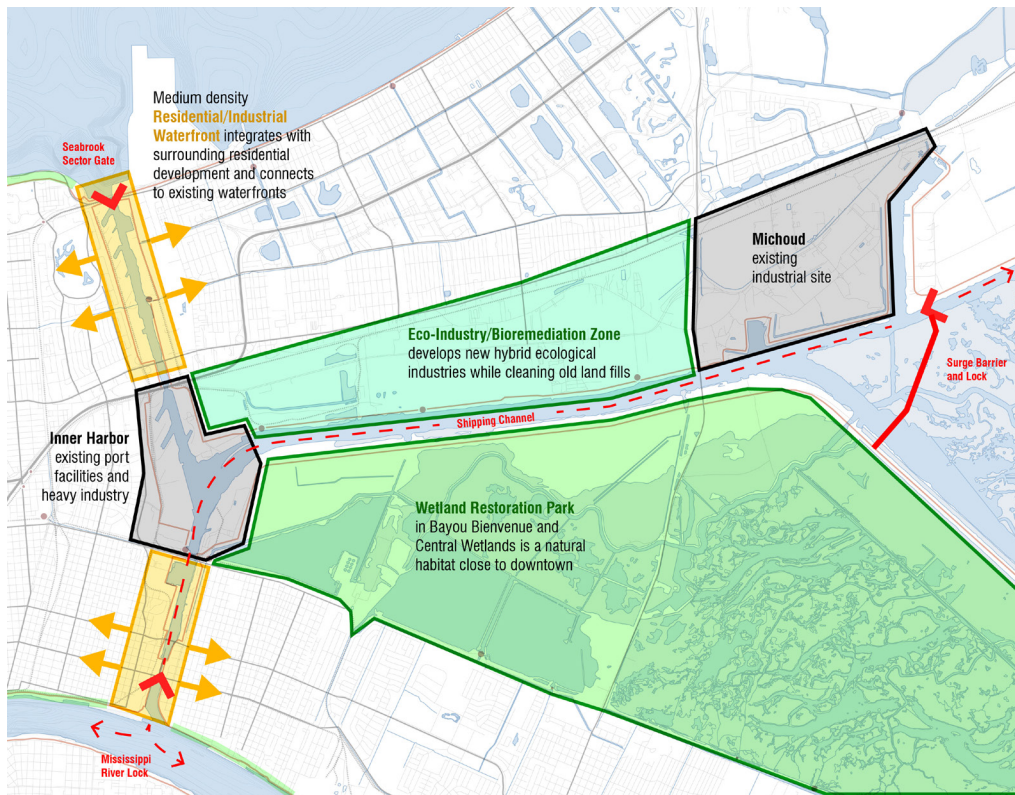 Medium density
Residential/Industrial
Waterfront integrates with
surrounding residential
development and connects
to existing waterfronts
Seabrook
Sector Gate
Michoud
existing
industrial site
Eco-Industry/Bioremediation Zone
develops new hybrid ecological
industries while cleaning old land fills
Surge Barrier
and Lock
Shipping Channel
Inner Harbor
existing port
facilities and
heavy industry
Wetland Restoration Park
in Bayou Bienvenue and
Central Wetlands is a natural
habitat close to downtown
Mississippi
River Lock